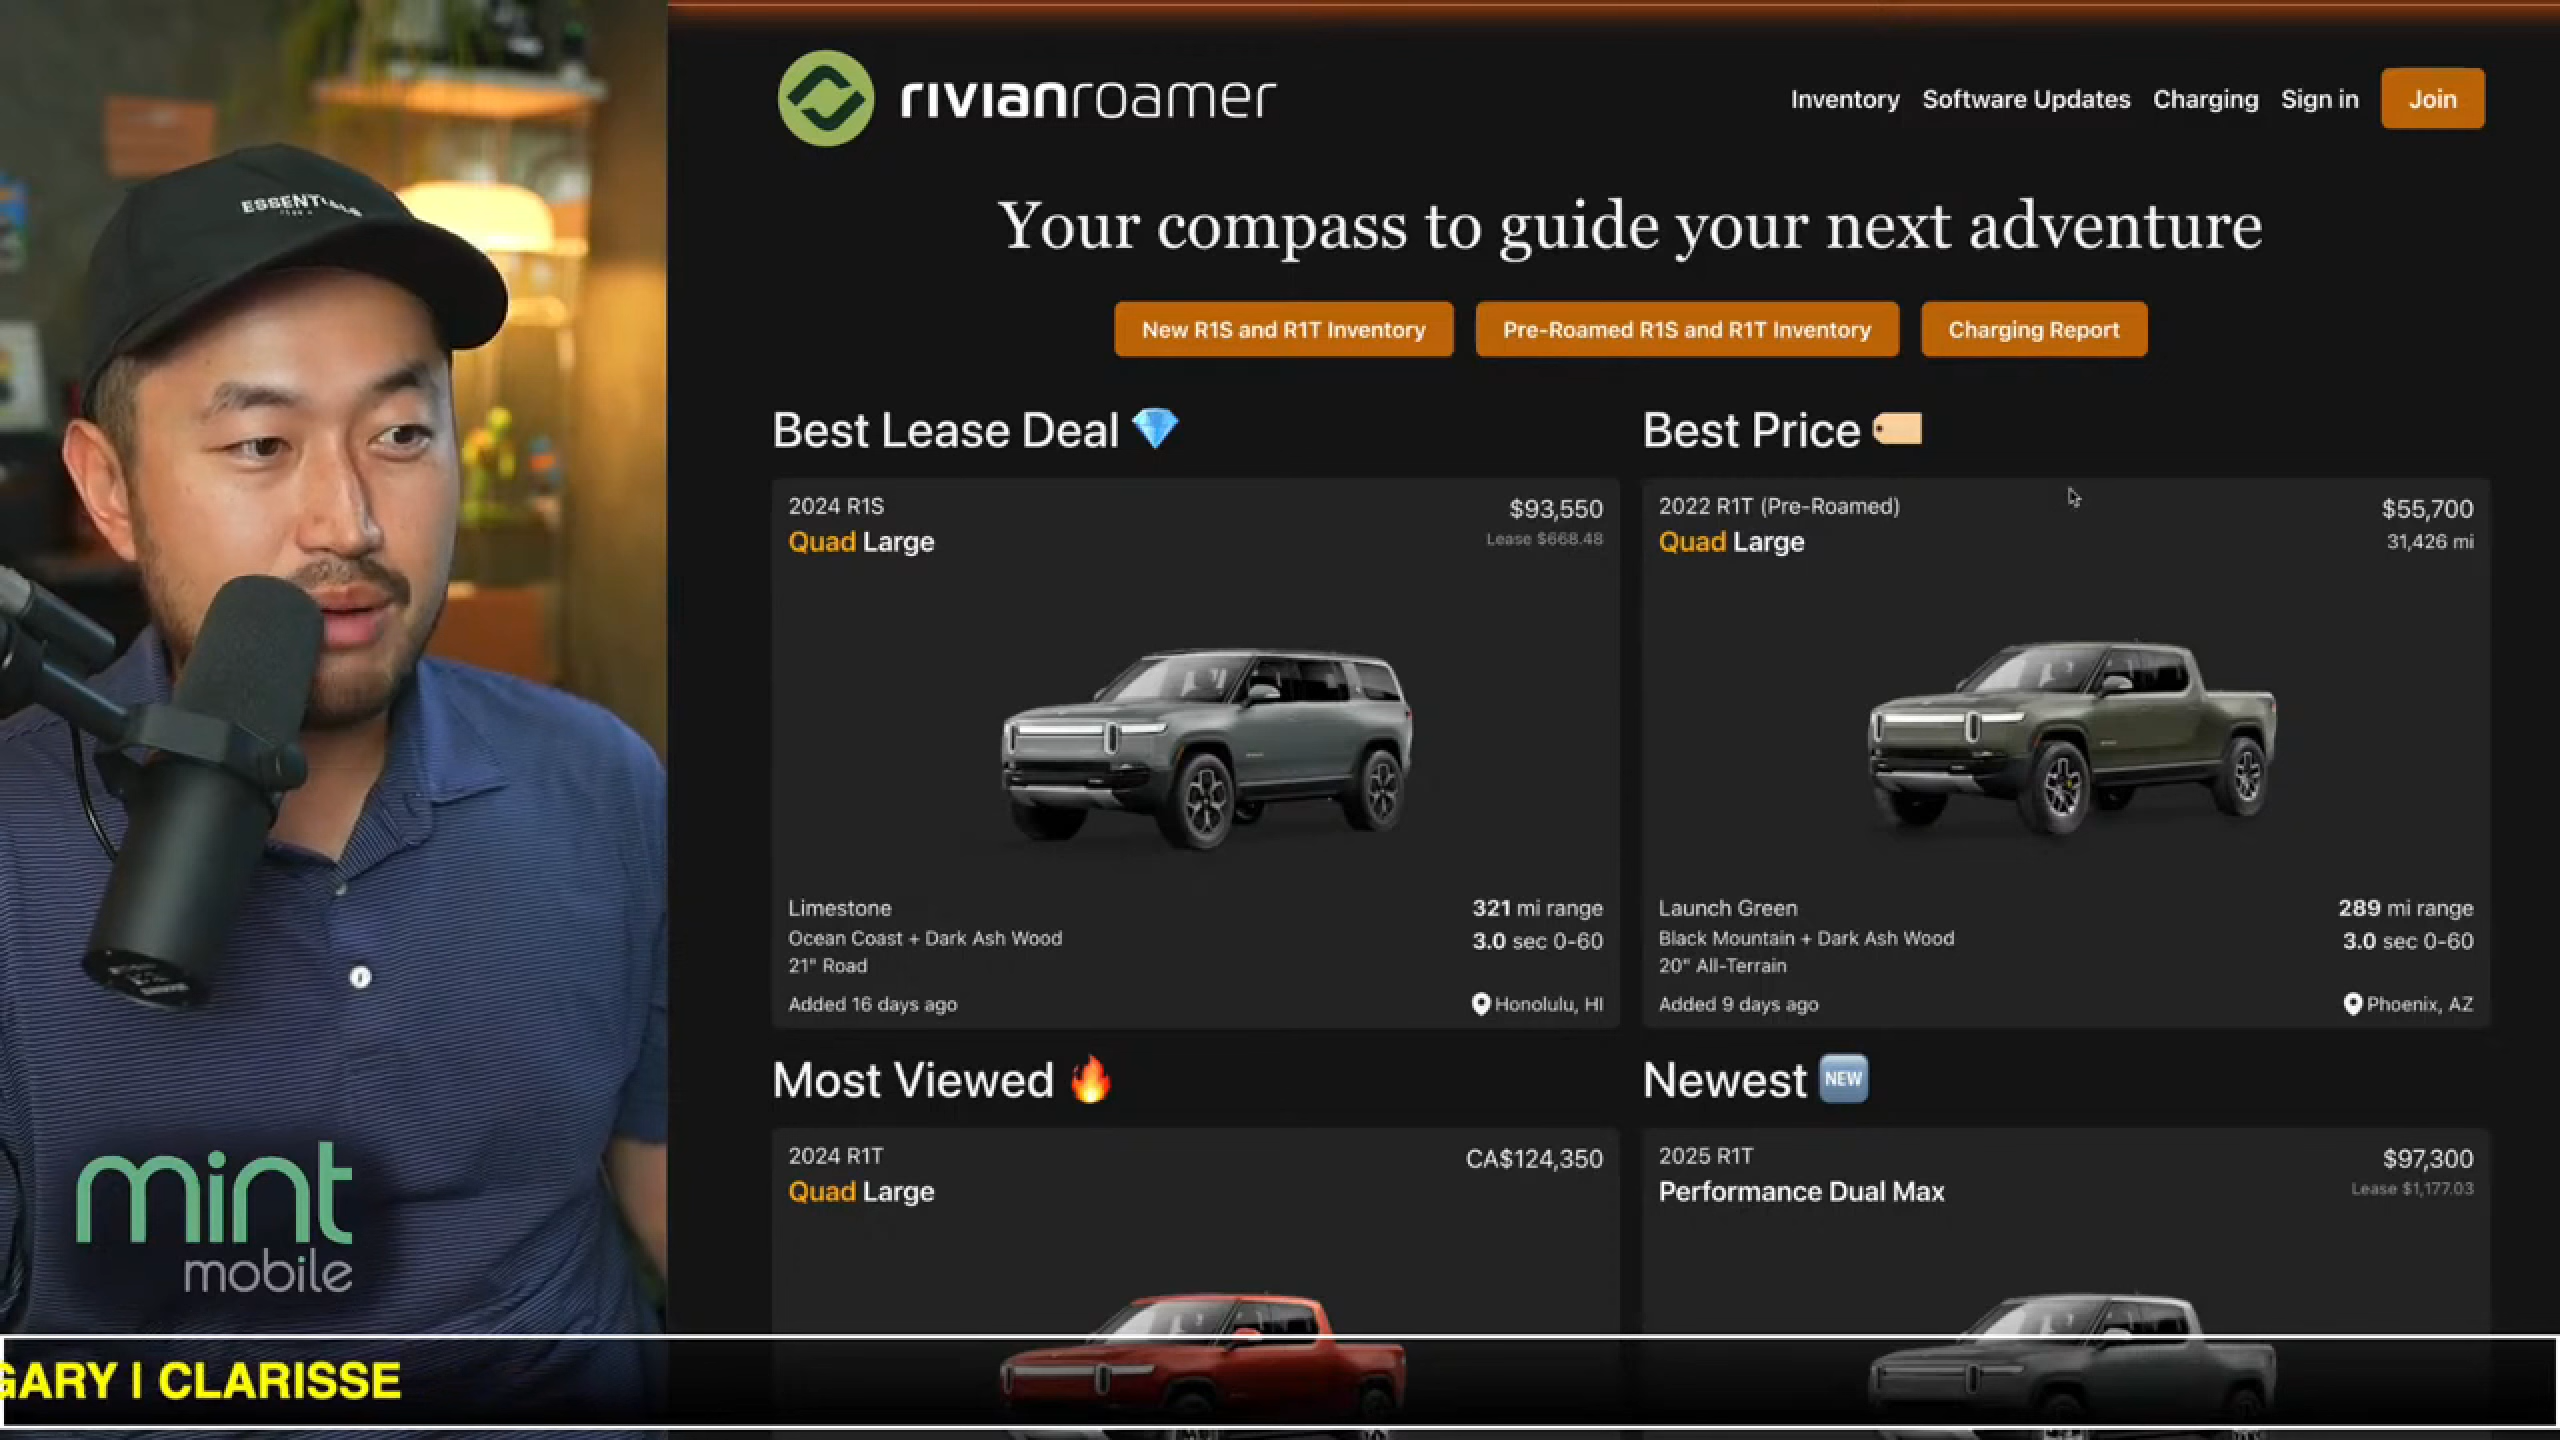 ESSENTIALS
mint
mobile
GARY | CLARISSE
rivianroamer
Inventory
Software Updates
Charging
Sign in
Join
Your compass to guide your next adventure
New R1S and R1T Inventory
Pre-Roamed R1S and R1T Inventory
Charging Report
Best Lease Deal
2024 R1S
$93,550
Quad Large
Lease $668.48
Limestone
321 mi range
Ocean Coast + Dark Ash Wood
3.0 sec 0-60
21" Road
Added 16 days ago
Honolulu, HI
Best Price
2022 R1T (Pre-Roamed)
$55,700
Quad Large
31,426 mi
Launch Green
289 mi range
Black Mountain + Dark Ash Wood
3.0 sec 0-60
20" All-Terrain
Added 9 days ago
Phoenix, AZ
Most Viewed
2024 R1T
CA$124,350
Quad Large
Newest
NEW
2025 R1T
$97,300
Performance Dual Max
Lease $1,177.03